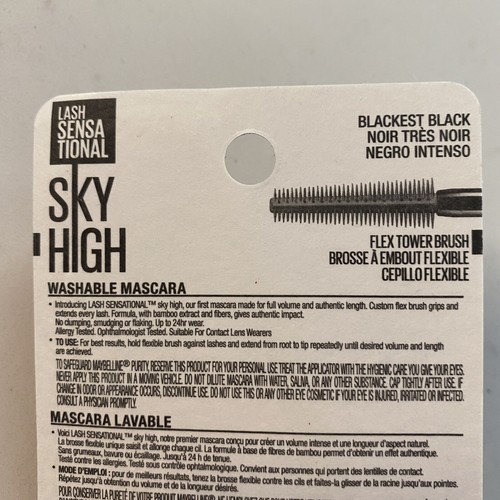 LASH
SENSA
TIONAL
SKY
HIGH
BLACKEST BLACK
NOIR TRÈS NOIR
NEGRO INTENSO
FLEX TOWER BRUSH
BROSSE À EMBOUT FLEXIBLE
CEPILLO FLEXIBLE
WASHABLE MASCARA
• Introducing LASH SENSATIONAL™ sky high, our first mascara made for full volume and authentic length. Custom flex brush grips and
extends every lash. Formula, with bamboo extract and fibers, gives authentic impact.
No clumping, smudging or flaking. Up to 24hr wear.
Allergy Tested. Ophthalmologist Tested. Suitable For Contact Lens Wearers
• TO USE: For best results, hold flexible brush against lashes and extend from root to tip repeatedly until desired volume and length
are achieved.
TO SAFEGUARD MAYBELLINE® PURITY, RESERVE THIS PRODUCT FOR YOUR PERSONAL USE TREAT THE APPLICATOR WITH THE HYGIENIC CARE YOU GIVE YOUR EYES.
NEVER APPLY THIS PRODUCT IN A MOVING VEHICLE. DO NOT DILUTE MASCARA WITH WATER, SALIVA, OR ANY OTHER SUBSTANCE. CAP TIGHTLY AFTER USE. IF
CHANGE IN ODOR OR APPEARANCE OCCURS, DISCONTINUE USE. DO NOT USE THIS OR ANY OTHER EYE COSMETIC IF YOUR EYE IS INJURED, IRRITATED OR INFECTED.
CONSULT A PHYSICIAN PROMPTLY.
MASCARA LAVABLE
• Voici LASH SENSATIONAL™ sky high, notre premier mascara conçu pour créer un volume intense et une longueur d'aspect naturel.
La brosse flexible unique saisit et allonge chaque cil. La formule à base de fibres de bambou permet d'obtenir un effet authentique.
Sans grumeaux, bavure ou écaillage. Jusqu'à 24 h de tenue.
Testé contre les allergies. Testé sous contrôle ophtalmologique. Convient aux personnes qui portent des lentilles de contact.
• MODE D'EMPLOI : pour de meilleurs résultats, tenez la brosse flexible contre les cils et faites-la glisser de la racine jusqu'aux pointes.
Répétez jusqu'à obtention du volume et de la longueur désirés.
POUR CONSERVER LA PURETÉ DE VOTRE PRODUIT MAYBELLINE